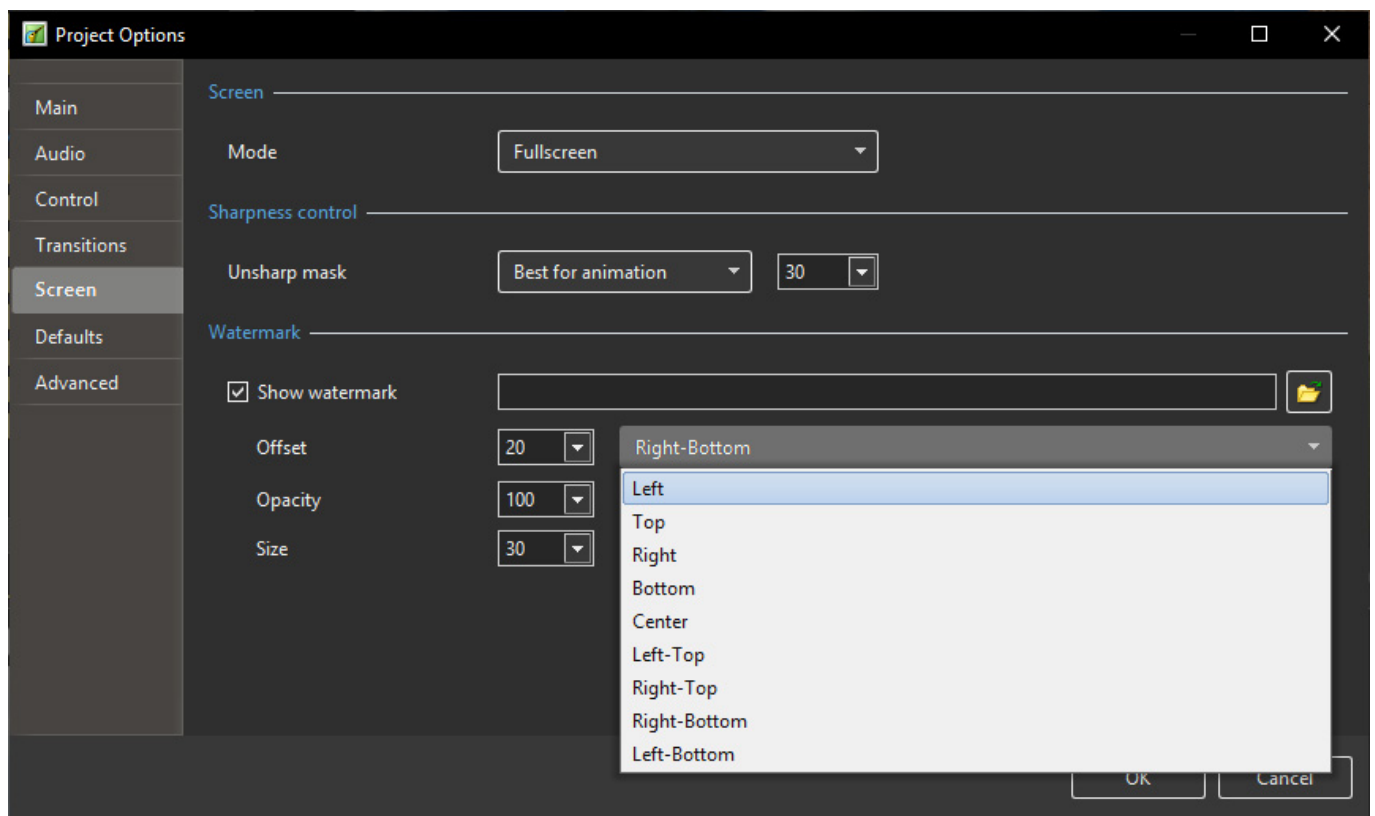 Project Options
Main
Audio
Control
Transitions
Screen
Defaults
Advanced
Screen
Mode Fullscreen
Sharpness control
Unsharp mask Best for animation 30
Watermark
Show watermark
Offset 20 Right-Bottom
Opacity 100
Size 30
Left
Top
Right
Bottom
Center
Left-Top
Right-Top
Right-Bottom
Left-Bottom
OK Cancel